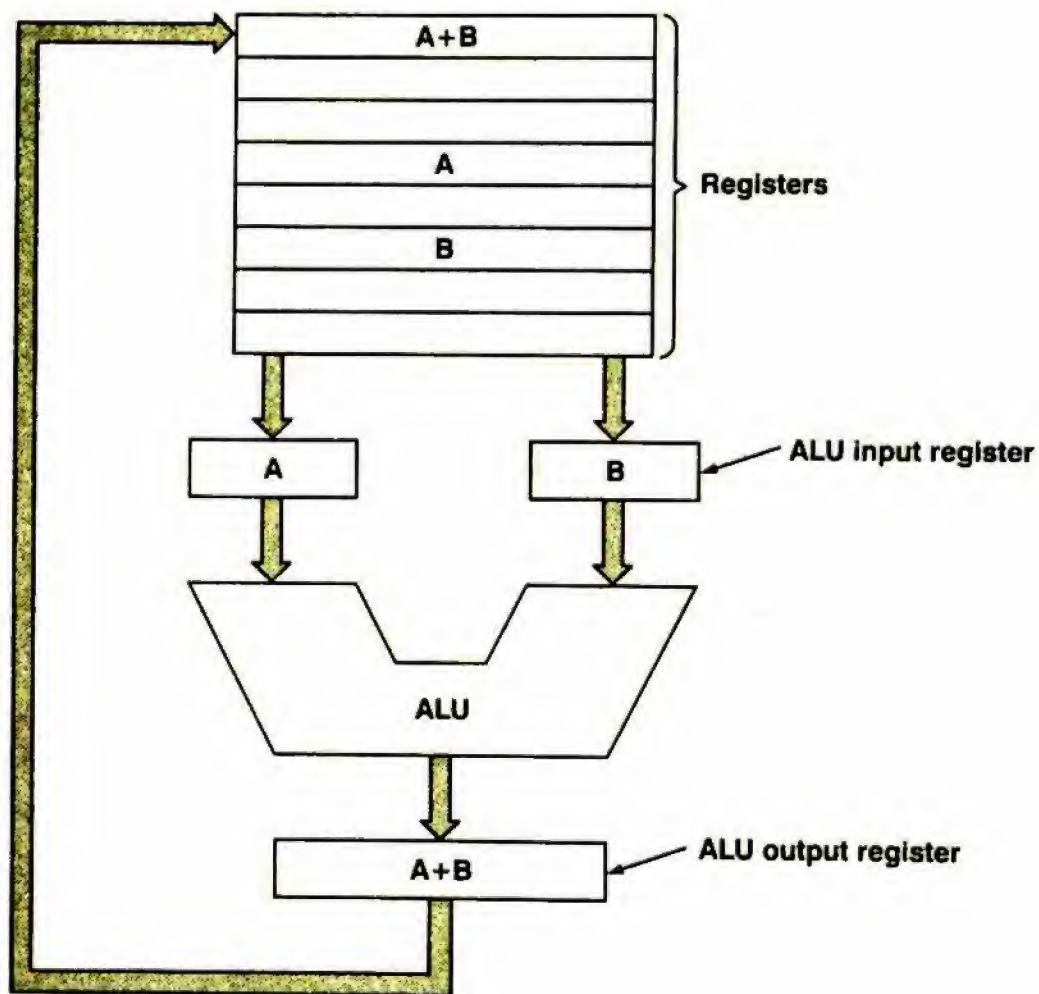 A+B
A
Registers
B
A
B
ALU input register
ALU
A+B
ALU output register